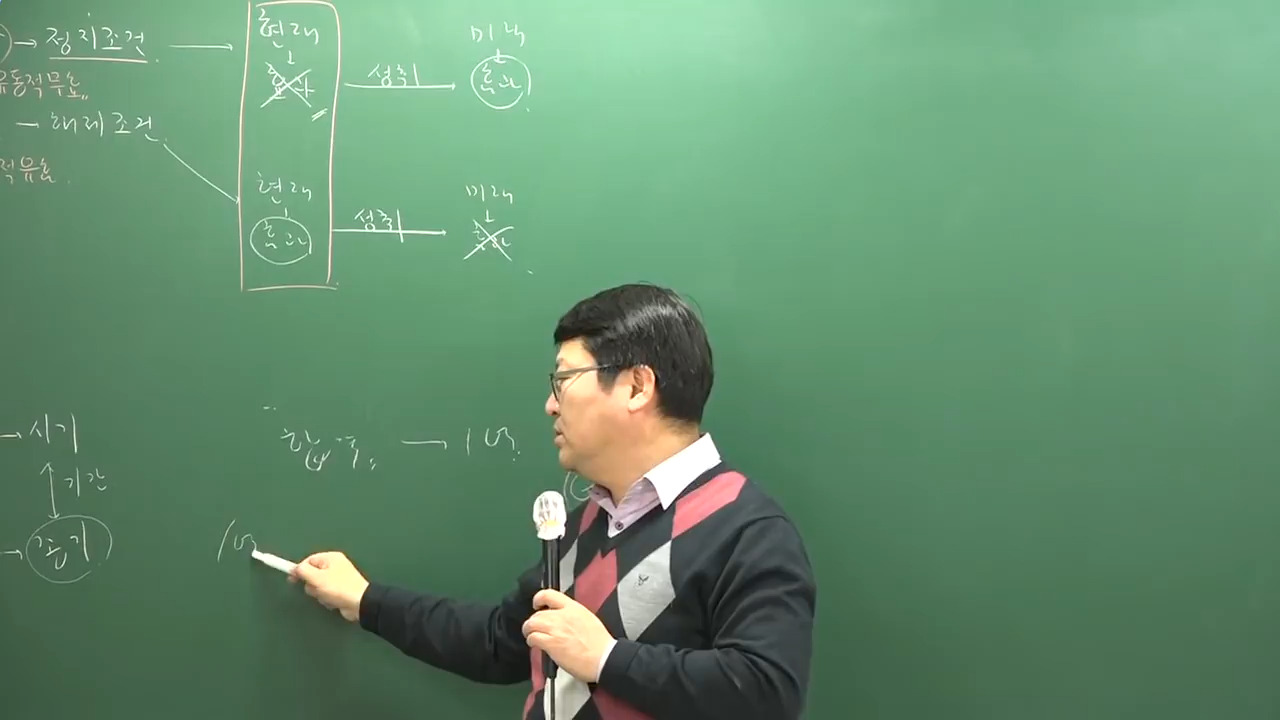 → 정지조건 → 현재
↓
효과
성취 →
미래
↓
효과
유동적무효
→ 해제조건
적유효
현재
↓
효과
성취 →
미래
↓
효과
→ 시기
↕ 기간
→ 종기
합격 → 1억
1억